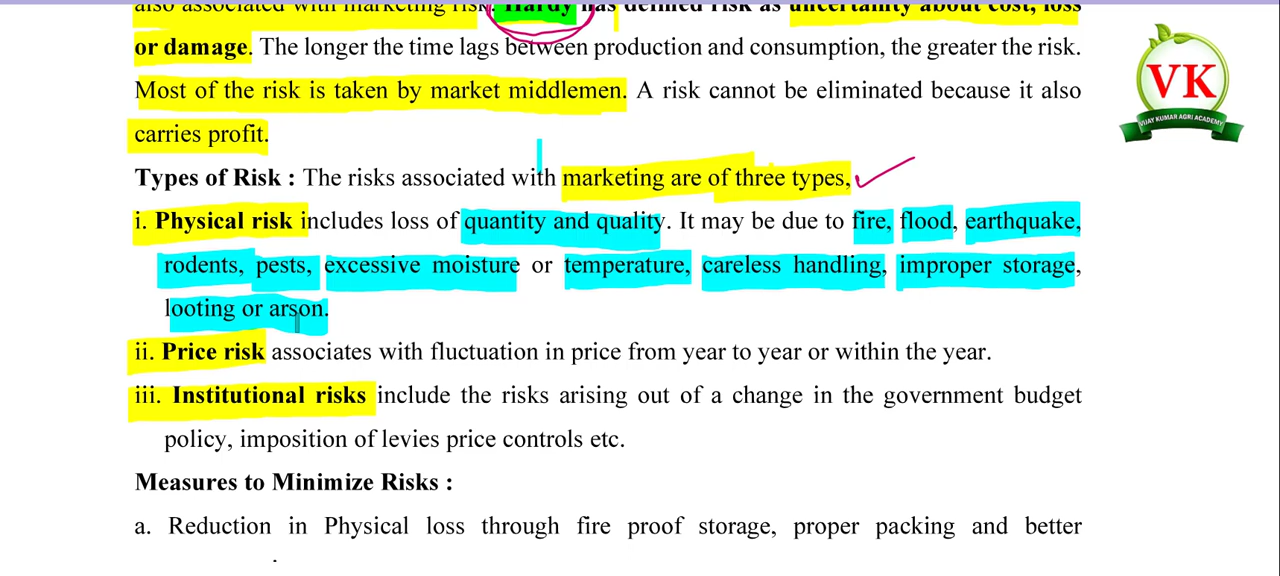 also associated with marketing risk. Hardy has defined risk as uncertainty about cost, loss
or damage. The longer the time lags between production and consumption, the greater the risk.
Most of the risk is taken by market middlemen. A risk cannot be eliminated because it also
carries profit.
VK
VIJAY KUMAR AGRI ACADEMY
Types of Risk : The risks associated with marketing are of three types,
i. Physical risk includes loss of quantity and quality. It may be due to fire, flood, earthquake,
rodents, pests, excessive moisture or temperature, careless handling, improper storage,
looting or arson.
ii. Price risk associates with fluctuation in price from year to year or within the year.
iii. Institutional risks include the risks arising out of a change in the government budget
policy, imposition of levies price controls etc.
Measures to Minimize Risks :
a. Reduction in Physical loss through fire proof storage, proper packing and better